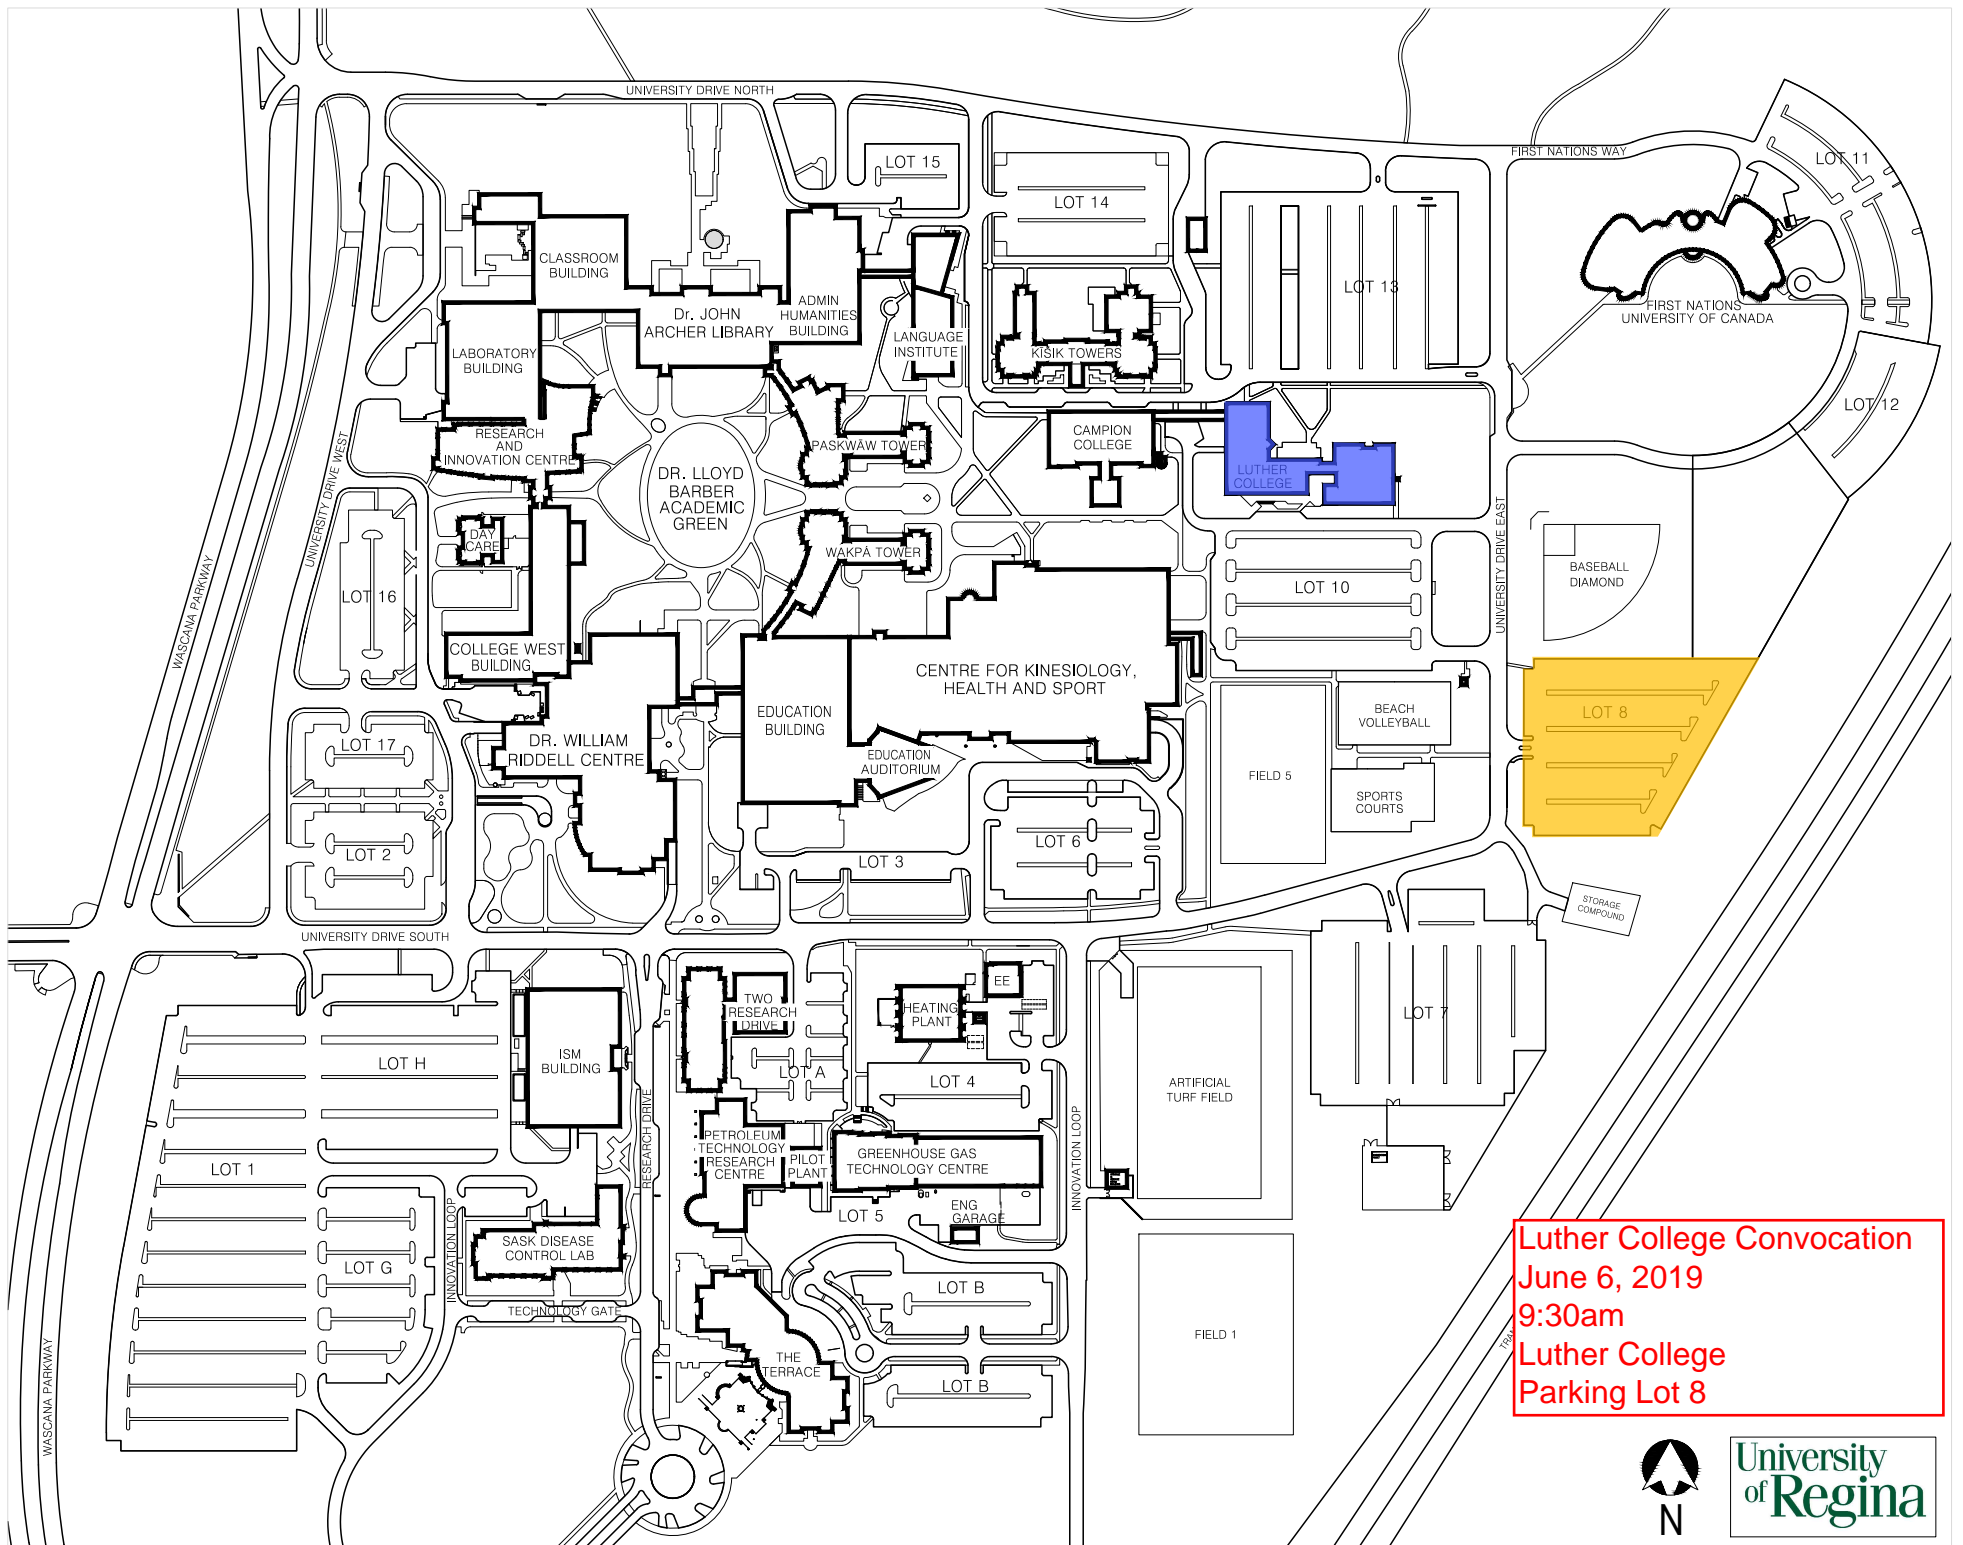 UNIVERSITY DRIVE NORTH
FIRST NATIONS WAY
LOT 11
LOT 15
LOT 14
CLASSROOM
BUILDING
LOT 13
ADMIN
HUMANITIES
BUILDING
Dr. JOHN
ARCHER LIBRARY
FIRST NATIONS
UNIVERSITY OF CANADA
LANGUAGE
INSTITUTE
KĪSIK TOWERS
LABORATORY
BUILDING
LOT 12
RESEARCH
AND
INNOVATION CENTRE
PASKWĀW TOWER
CAMPION
COLLEGE
LUTHER
COLLEGE
DR. LLOYD
BARBER
ACADEMIC
GREEN
UNIVERSITY DRIVE WEST
UNIVERSITY DRIVE EAST
DAY
CARE
WAKPĀ TOWER
BASEBALL
DIAMOND
LOT 16
LOT 10
WASCANA PARKWAY
COLLEGE WEST
BUILDING
CENTRE FOR KINESIOLOGY,
HEALTH AND SPORT
EDUCATION
BUILDING
BEACH
VOLLEYBALL
LOT 8
LOT 17
DR. WILLIAM
RIDDELL CENTRE
EDUCATION
AUDITORIUM
FIELD 5
SPORTS
COURTS
LOT 2
LOT 3
LOT 6
STORAGE
COMPOUND
UNIVERSITY DRIVE SOUTH
TWO
RESEARCH
DRIVE
EE
HEATING
PLANT
LOT 7
LOT H
ISM
BUILDING
LOT A
LOT 4
ARTIFICIAL
TURF FIELD
RESEARCH DRIVE
INNOVATION LOOP
PETROLEUM
TECHNOLOGY
RESEARCH
CENTRE
PILOT
PLANT
GREENHOUSE GAS
TECHNOLOGY CENTRE
LOT 1
LOT 5
ENG
GARAGE
INNOVATION LOOP
SASK DISEASE
CONTROL LAB
LOT G
LOT B
TECHNOLOGY GATE
FIELD 1
THE
TERRACE
LOT B
WASCANA PARKWAY
Luther College Convocation
June 6, 2019
9:30am
Luther College
Parking Lot 8
N
University
of Regina